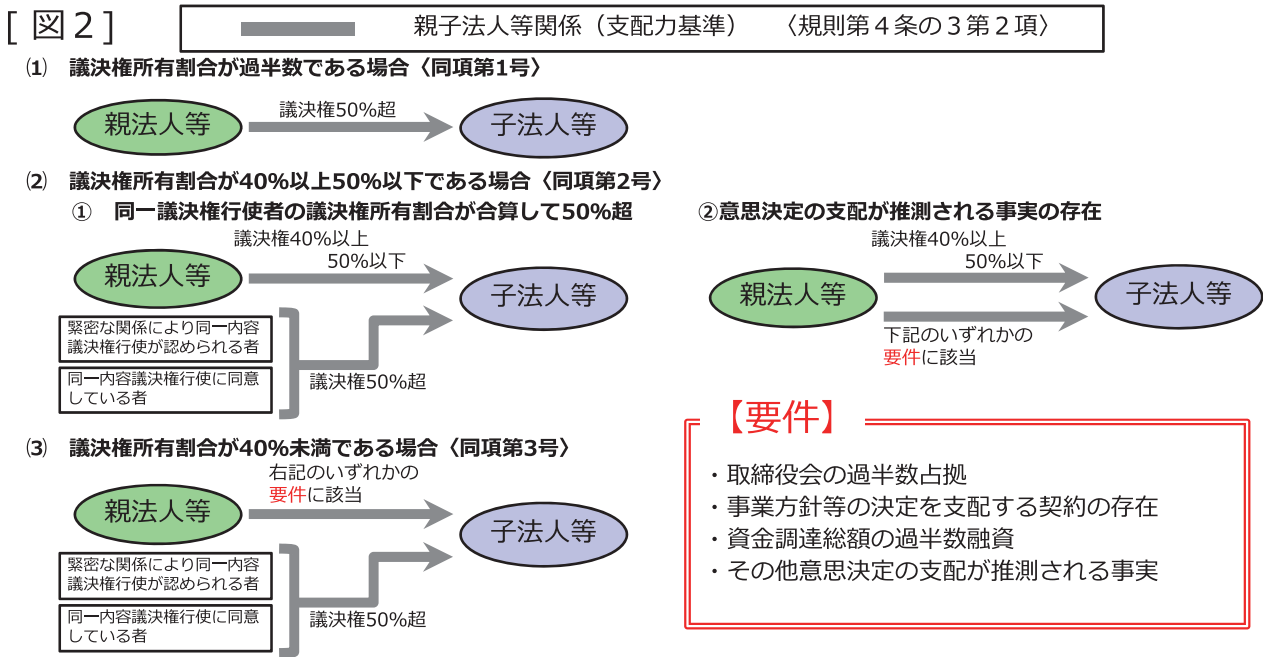 [図2]
親子法人等関係（支配力基準）　〈規則第４条の３第２項〉
⑴　議決権所有割合が過半数である場合〈同項第1号〉
親法人等
議決権50%超
子法人等
⑵　議決権所有割合が40%以上50%以下である場合〈同項第2号〉
①　同一議決権行使者の議決権所有割合が合算して50%超
議決権40%以上
50%以下
親法人等
子法人等
緊密な関係により同一内容
議決権行使が認められる者
同一内容議決権行使に同意
している者
議決権50%超
②意思決定の支配が推測される事実の存在
議決権40%以上
50%以下
親法人等
子法人等
下記のいずれかの
要件に該当
⑶　議決権所有割合が40%未満である場合〈同項第3号〉
右記のいずれかの
要件に該当
親法人等
子法人等
緊密な関係により同一内容
議決権行使が認められる者
同一内容議決権行使に同意
している者
議決権50%超
【要件】
・取締役会の過半数占拠
・事業方針等の決定を支配する契約の存在
・資金調達総額の過半数融資
・その他意思決定の支配が推測される事実